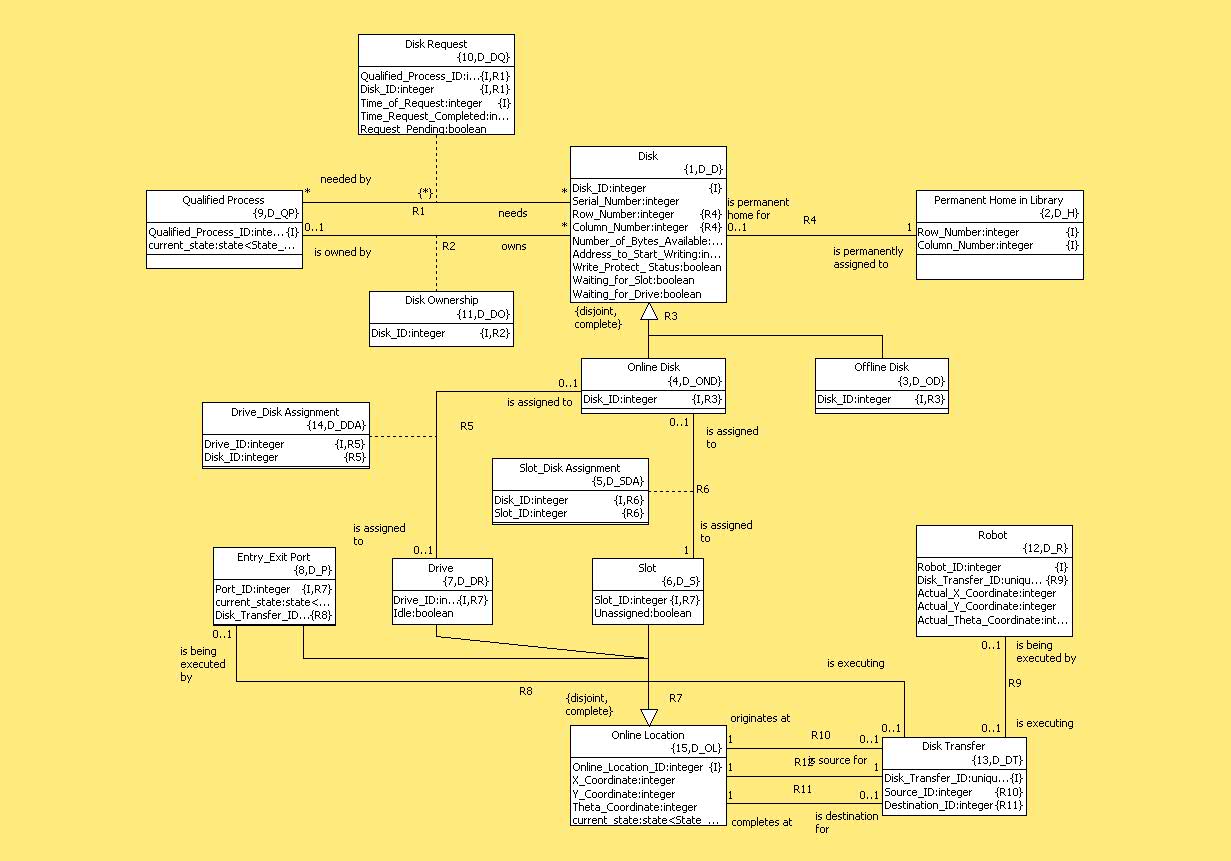 Disk Request
{10,D_DQ}
Qualified_Process_ID:i...{I,R1}
Disk_ID:integer {I,R1}
Time_of_Request:integer {I}
Time_Request_Completed:in...
Request_Pending:boolean
Disk
{1,D_D}
Disk_ID:integer {I}
Serial_Number:integer
Row_Number:integer {R4}
Column_Number:integer {R4}
Number_of_Bytes_Available:...
Address_to_Start_Writing:in...
Write_Protect_ Status:boolean
Waiting_for_Slot:boolean
Waiting_for_Drive:boolean
needed by
*
{*}
*
R1
needs
Qualified Process
{9,D_QP}
Qualified_Process_ID:inte...{I}
current_state:state<State_...
0..1
*
is owned by
R2
owns
is permanent
home for
0..1
R4
1
is permanently
assigned to
Permanent Home in Library
{2,D_H}
Row_Number:integer {I}
Column_Number:integer {I}
Disk Ownership
{11,D_DO}
Disk_ID:integer {I,R2}
{disjoint,
complete}
R3
Online Disk
{4,D_OND}
Disk_ID:integer {I,R3}
Offline Disk
{3,D_OD}
Disk_ID:integer {I,R3}
0..1
is assigned to
R5
0..1
is assigned
to
Drive_Disk Assignment
{14,D_DDA}
Drive_ID:integer {I,R5}
Disk_ID:integer {R5}
Slot_Disk Assignment
{5,D_SDA}
Disk_ID:integer {I,R6}
Slot_ID:integer {R6}
R6
is assigned
to
0..1
is assigned
to
1
Entry_Exit Port
{8,D_P}
Port_ID:integer {I,R7}
current_state:state<...
Disk_Transfer_ID...{R8}
Drive
{7,D_DR}
Drive_ID:in...{I,R7}
Idle:boolean
Slot
{6,D_S}
Slot_ID:integer {I,R7}
Unassigned:boolean
Robot
{12,D_R}
Robot_ID:integer {I}
Disk_Transfer_ID:uniqu... {R9}
Actual_X_Coordinate:integer
Actual_Y_Coordinate:integer
Actual_Theta_Coordinate:int...
0..1
is being
executed
by
R8
is executing
0..1
0..1
is being
executed by
R9
is executing
0..1
{disjoint,
complete}
R7
Online Location
{15,D_OL}
Online_Location_ID:integer {I}
X_Coordinate:integer
Y_Coordinate:integer
Theta_Coordinate:integer
current_state:state<State_...
originates at
1
R10
0..1
1
R12
is source for
1
1
R11
0..1
completes at
is destination
for
Disk Transfer
{13,D_DT}
Disk_Transfer_ID:uniqu...{I}
Source_ID:integer {R10}
Destination_ID:integer{R11}